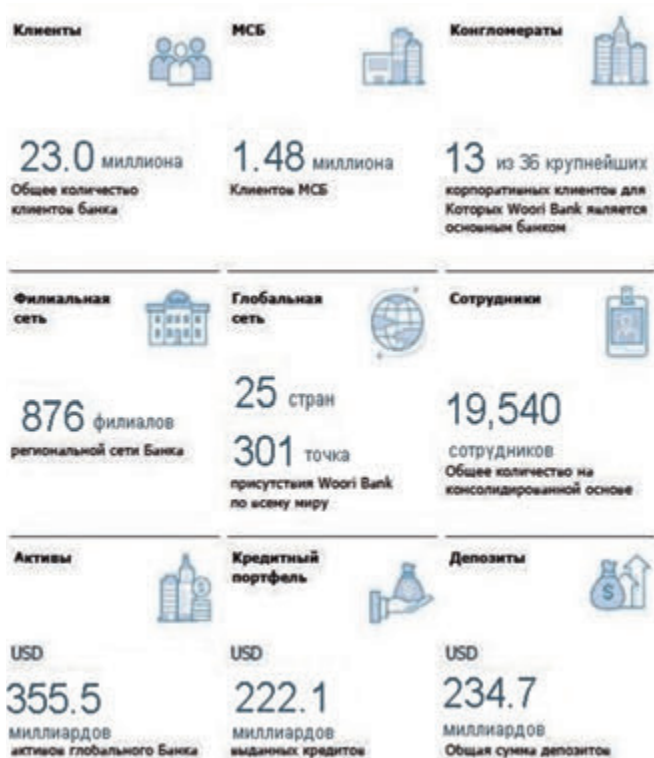 Клиенты
23.0 миллиона
Общее количество
клиентов банка
МСБ
1.48 миллиона
Клиентов МСБ
Конгломераты
13 из 36 крупнейших
корпоративных клиентов для
Которых Woori Bank является
основным банком
Филиальная
сеть
876 филиалов
региональной сети Банка
Глобальная
сеть
25 стран
301 точка
присутствия Woori Bank
по всему миру
Сотрудники
19,540
сотрудников
Общее количество на
консолидированной основе
Активы
USD
355.5
миллиардов
активов глобального Банка
Кредитный
портфель
USD
222.1
миллиардов
выданных кредитов
Депозиты
USD
234.7
миллиардов
Общая сумма депозитов